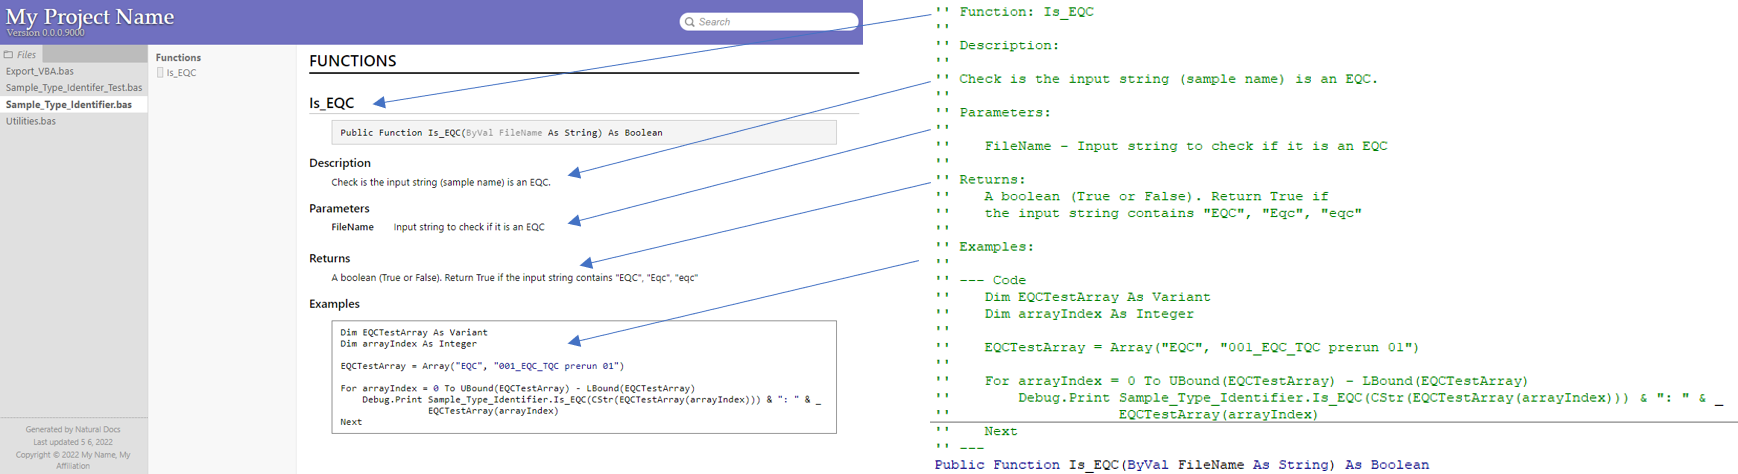 My Project Name
Version 0.0.0.9000
Search
Files
Export_VBA.bas
Sample_Type_Identifer_Test.bas
Sample_Type_Identifier.bas
Utilities.bas
Generated by Natural Docs
Last updated 5 6, 2022
Copyright © 2022 My Name, My
Affiliation
Functions
Is_EQC
FUNCTIONS
Is_EQC
Public Function Is_EQC(ByVal FileName As String) As Boolean
Description
Check is the input string (sample name) is an EQC.
Parameters
FileName Input string to check if it is an EQC
Returns
A boolean (True or False). Return True if the input string contains "EQC", "Eqc", "eqc"
Examples
Dim EQCTestArray As Variant
Dim arrayIndex As Integer
EQCTestArray = Array("EQC", "001_EQC_TQC prerun 01")
For arrayIndex = 0 To UBound(EQCTestArray) - LBound(EQCTestArray)
Debug.Print Sample_Type_Identifier.Is_EQC(CStr(EQCTestArray(arrayIndex))) & ": " & _
EQCTestArray(arrayIndex)
Next
'' Function: Is_EQC
''
'' Description:
''
'' Check is the input string (sample name) is an EQC.
''
'' Parameters:
''
'' FileName - Input string to check if it is an EQC
''
'' Returns:
'' A boolean (True or False). Return True if
'' the input string contains "EQC", "Eqc", "eqc"
''
'' Examples:
''
'' --- Code
'' Dim EQCTestArray As Variant
'' Dim arrayIndex As Integer
''
'' EQCTestArray = Array("EQC", "001_EQC_TQC prerun 01")
''
'' For arrayIndex = 0 To UBound(EQCTestArray) - LBound(EQCTestArray)
'' Debug.Print Sample_Type_Identifier.Is_EQC(CStr(EQCTestArray(arrayIndex))) & ": " & _
'' EQCTestArray(arrayIndex)
'' Next
'' ---
Public Function Is_EQC(ByVal FileName As String) As Boolean